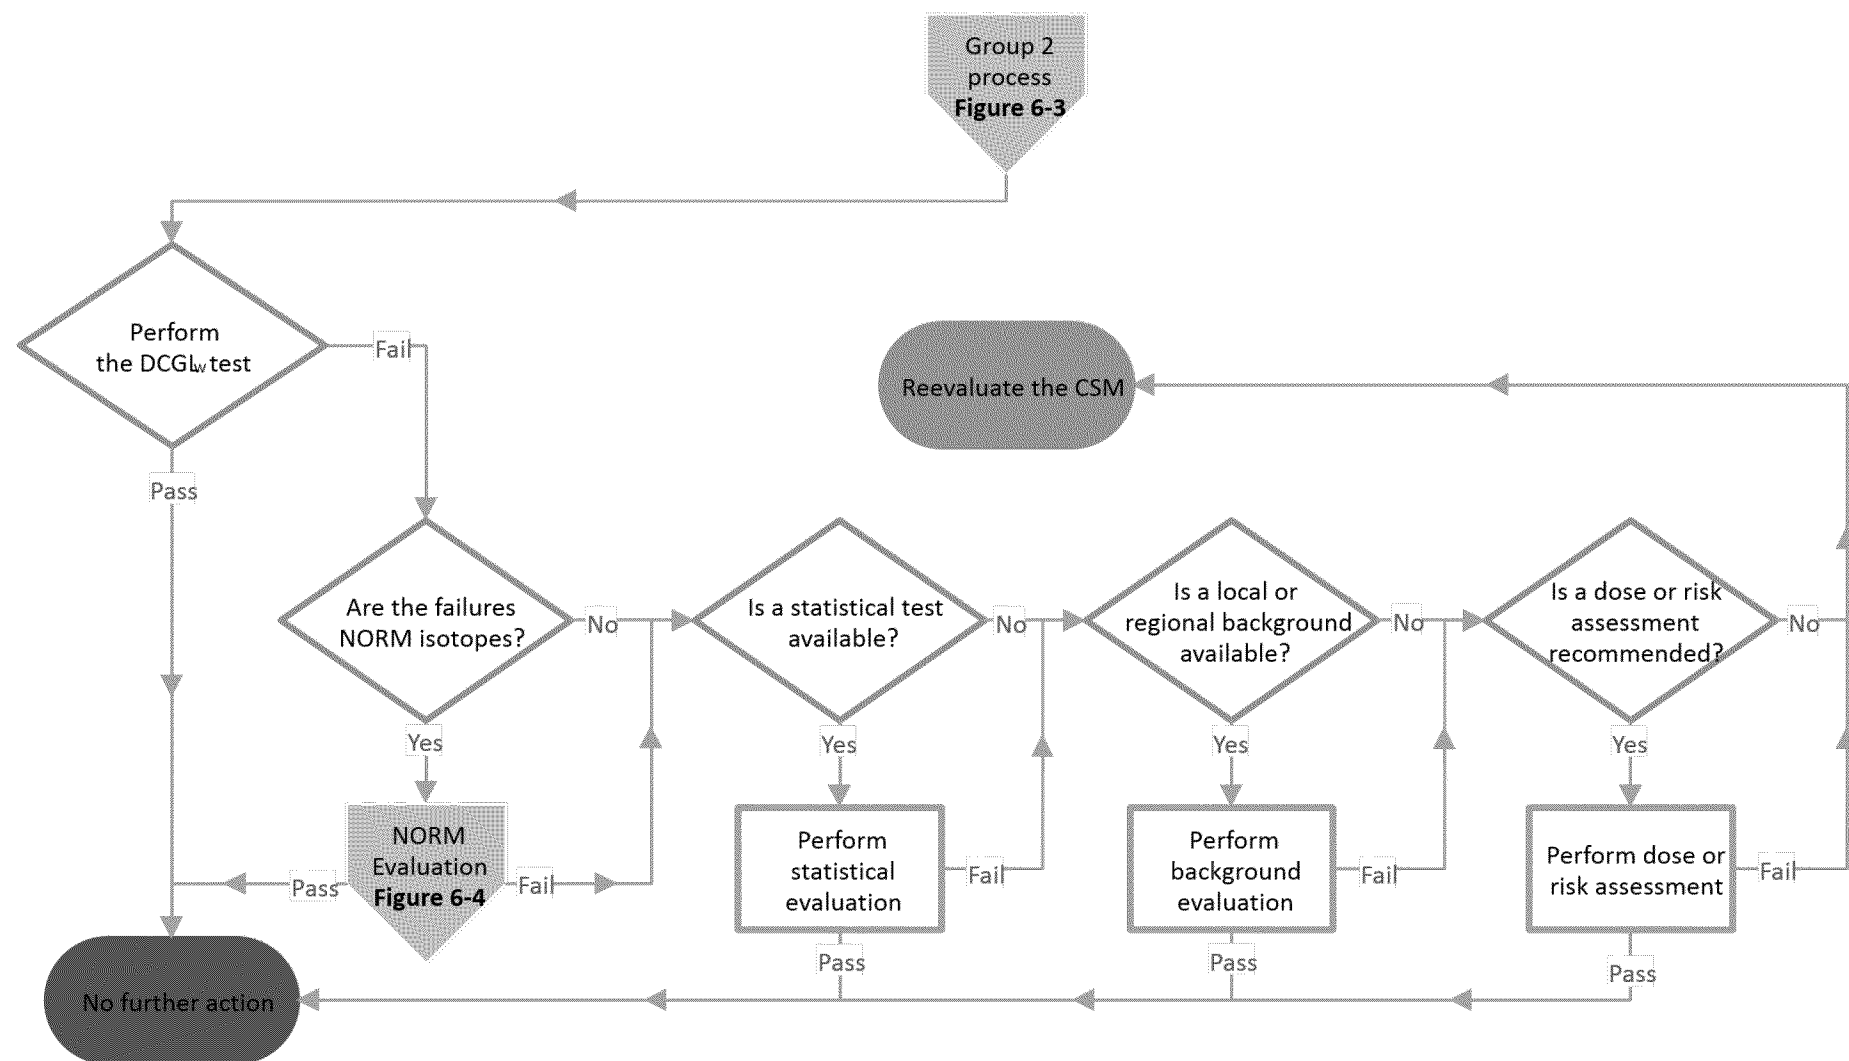 Group 2
process
Figure 6-3
Perform
the DCGLw test
Fail
Pass
Reevaluate the CSM
Are the failures
NORM isotopes?
No
Yes
Is a statistical test
available?
No
Yes
Is a local or
regional background
available?
No
Yes
Is a dose or risk
assessment
recommended?
No
Yes
NORM
Evaluation
Figure 6-4
Pass
Fail
Perform
statistical
evaluation
Fail
Pass
Perform
background
evaluation
Fail
Pass
Perform dose or
risk assessment
Fail
Pass
No further action